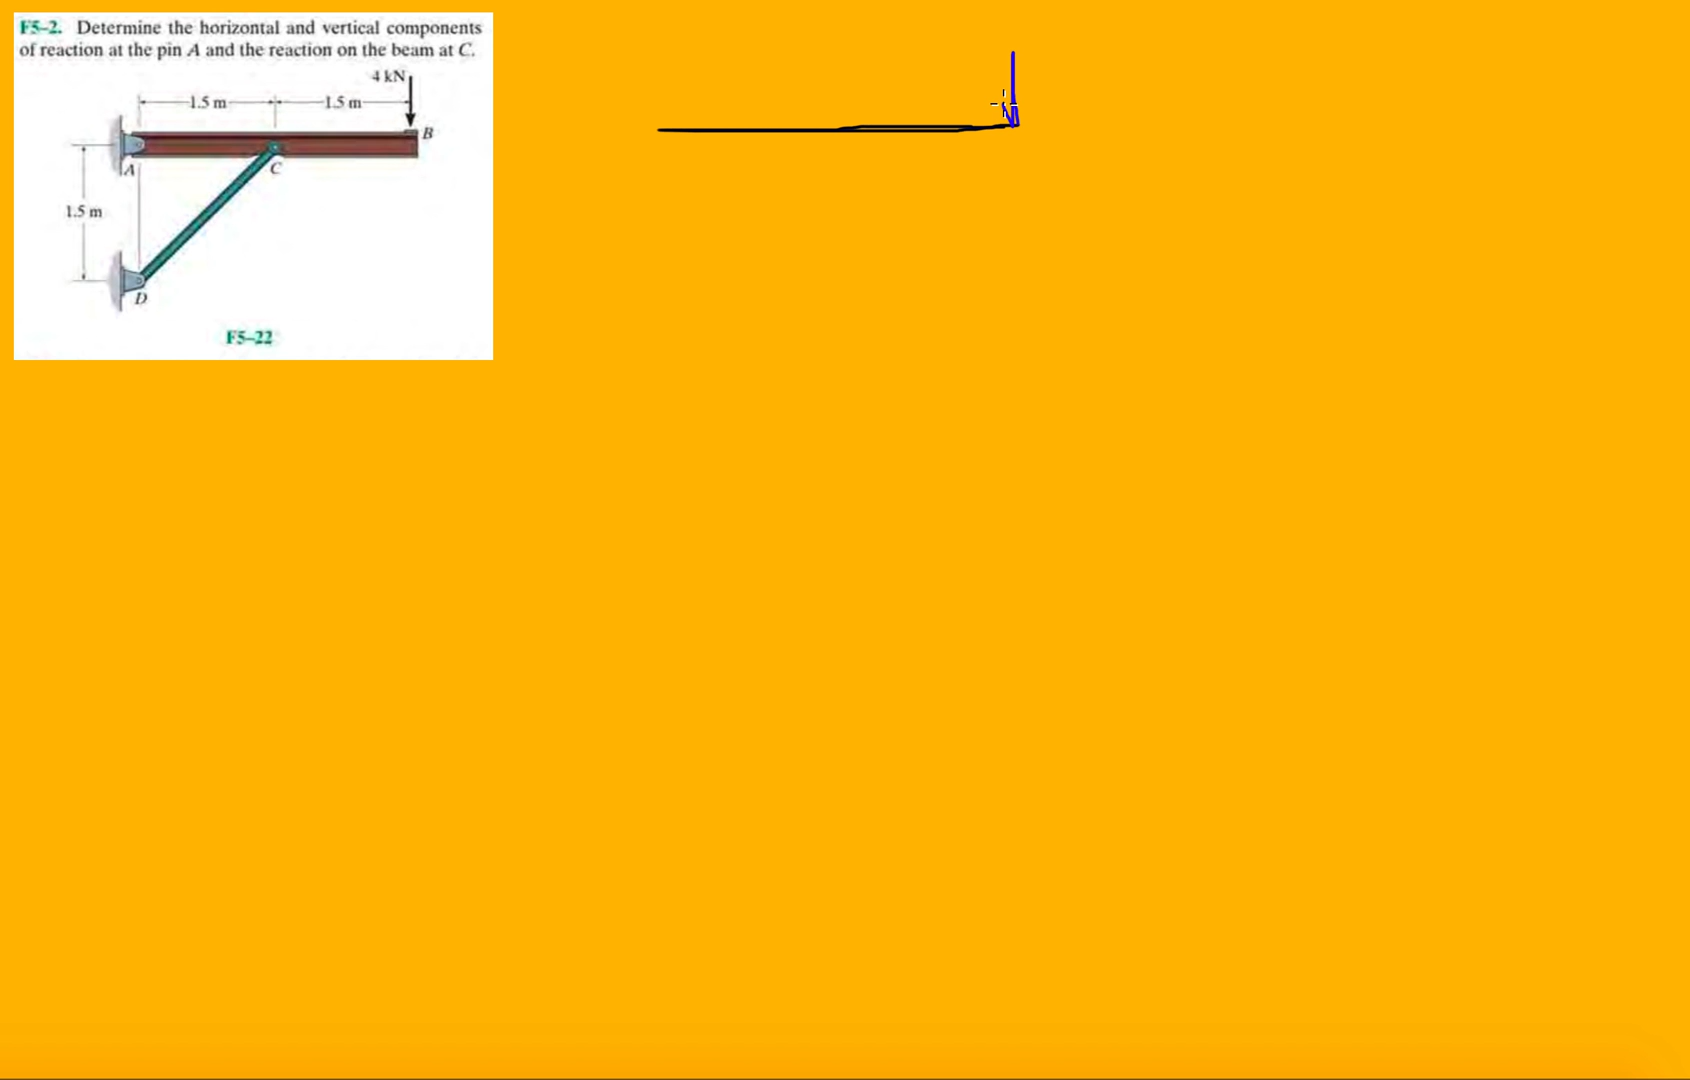 F5–2. Determine the horizontal and vertical components
of reaction at the pin A and the reaction on the beam at C.
4 kN
1.5 m
1.5 m
B
A
C
1.5 m
D
F5–22